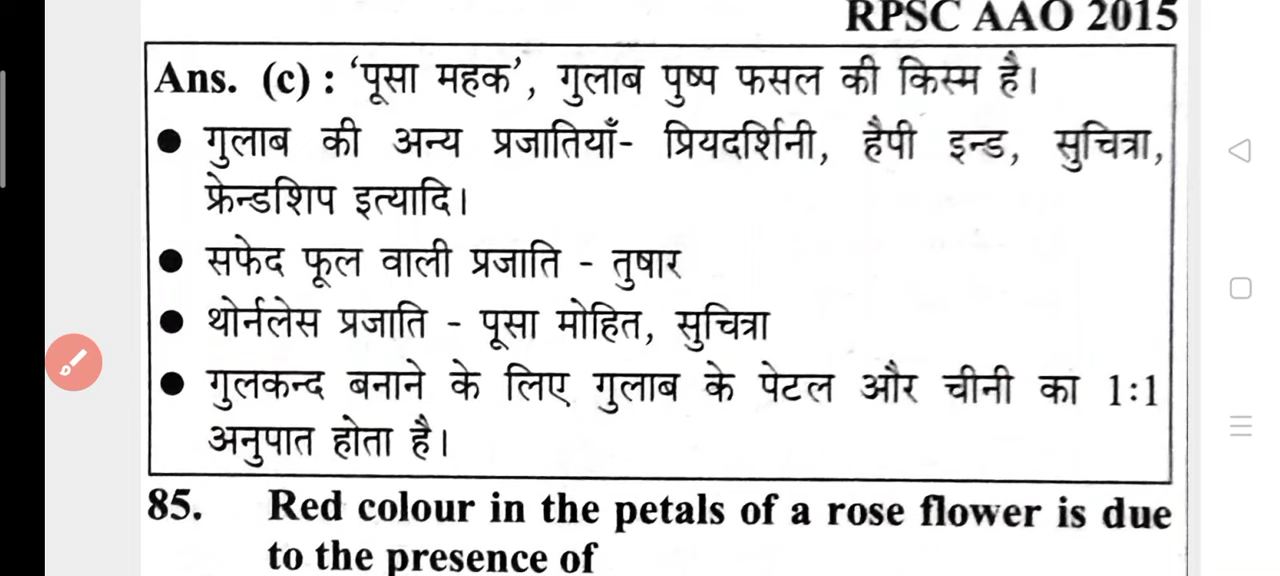 RPSC AAO 2015
Ans. (c) : ‘पूसा महक’, गुलाब पुष्प फसल की किस्म है।
● गुलाब की अन्य प्रजातियाँ- प्रियदर्शिनी, हैपी इन्ड, सुचित्रा,
फ्रेन्डशिप इत्यादि।
● सफेद फूल वाली प्रजाति - तुषार
● थोर्नलेस प्रजाति - पूसा मोहित, सुचित्रा
● गुलकन्द बनाने के लिए गुलाब के पेटल और चीनी का 1:1
अनुपात होता है।
85. Red colour in the petals of a rose flower is due
to the presence of